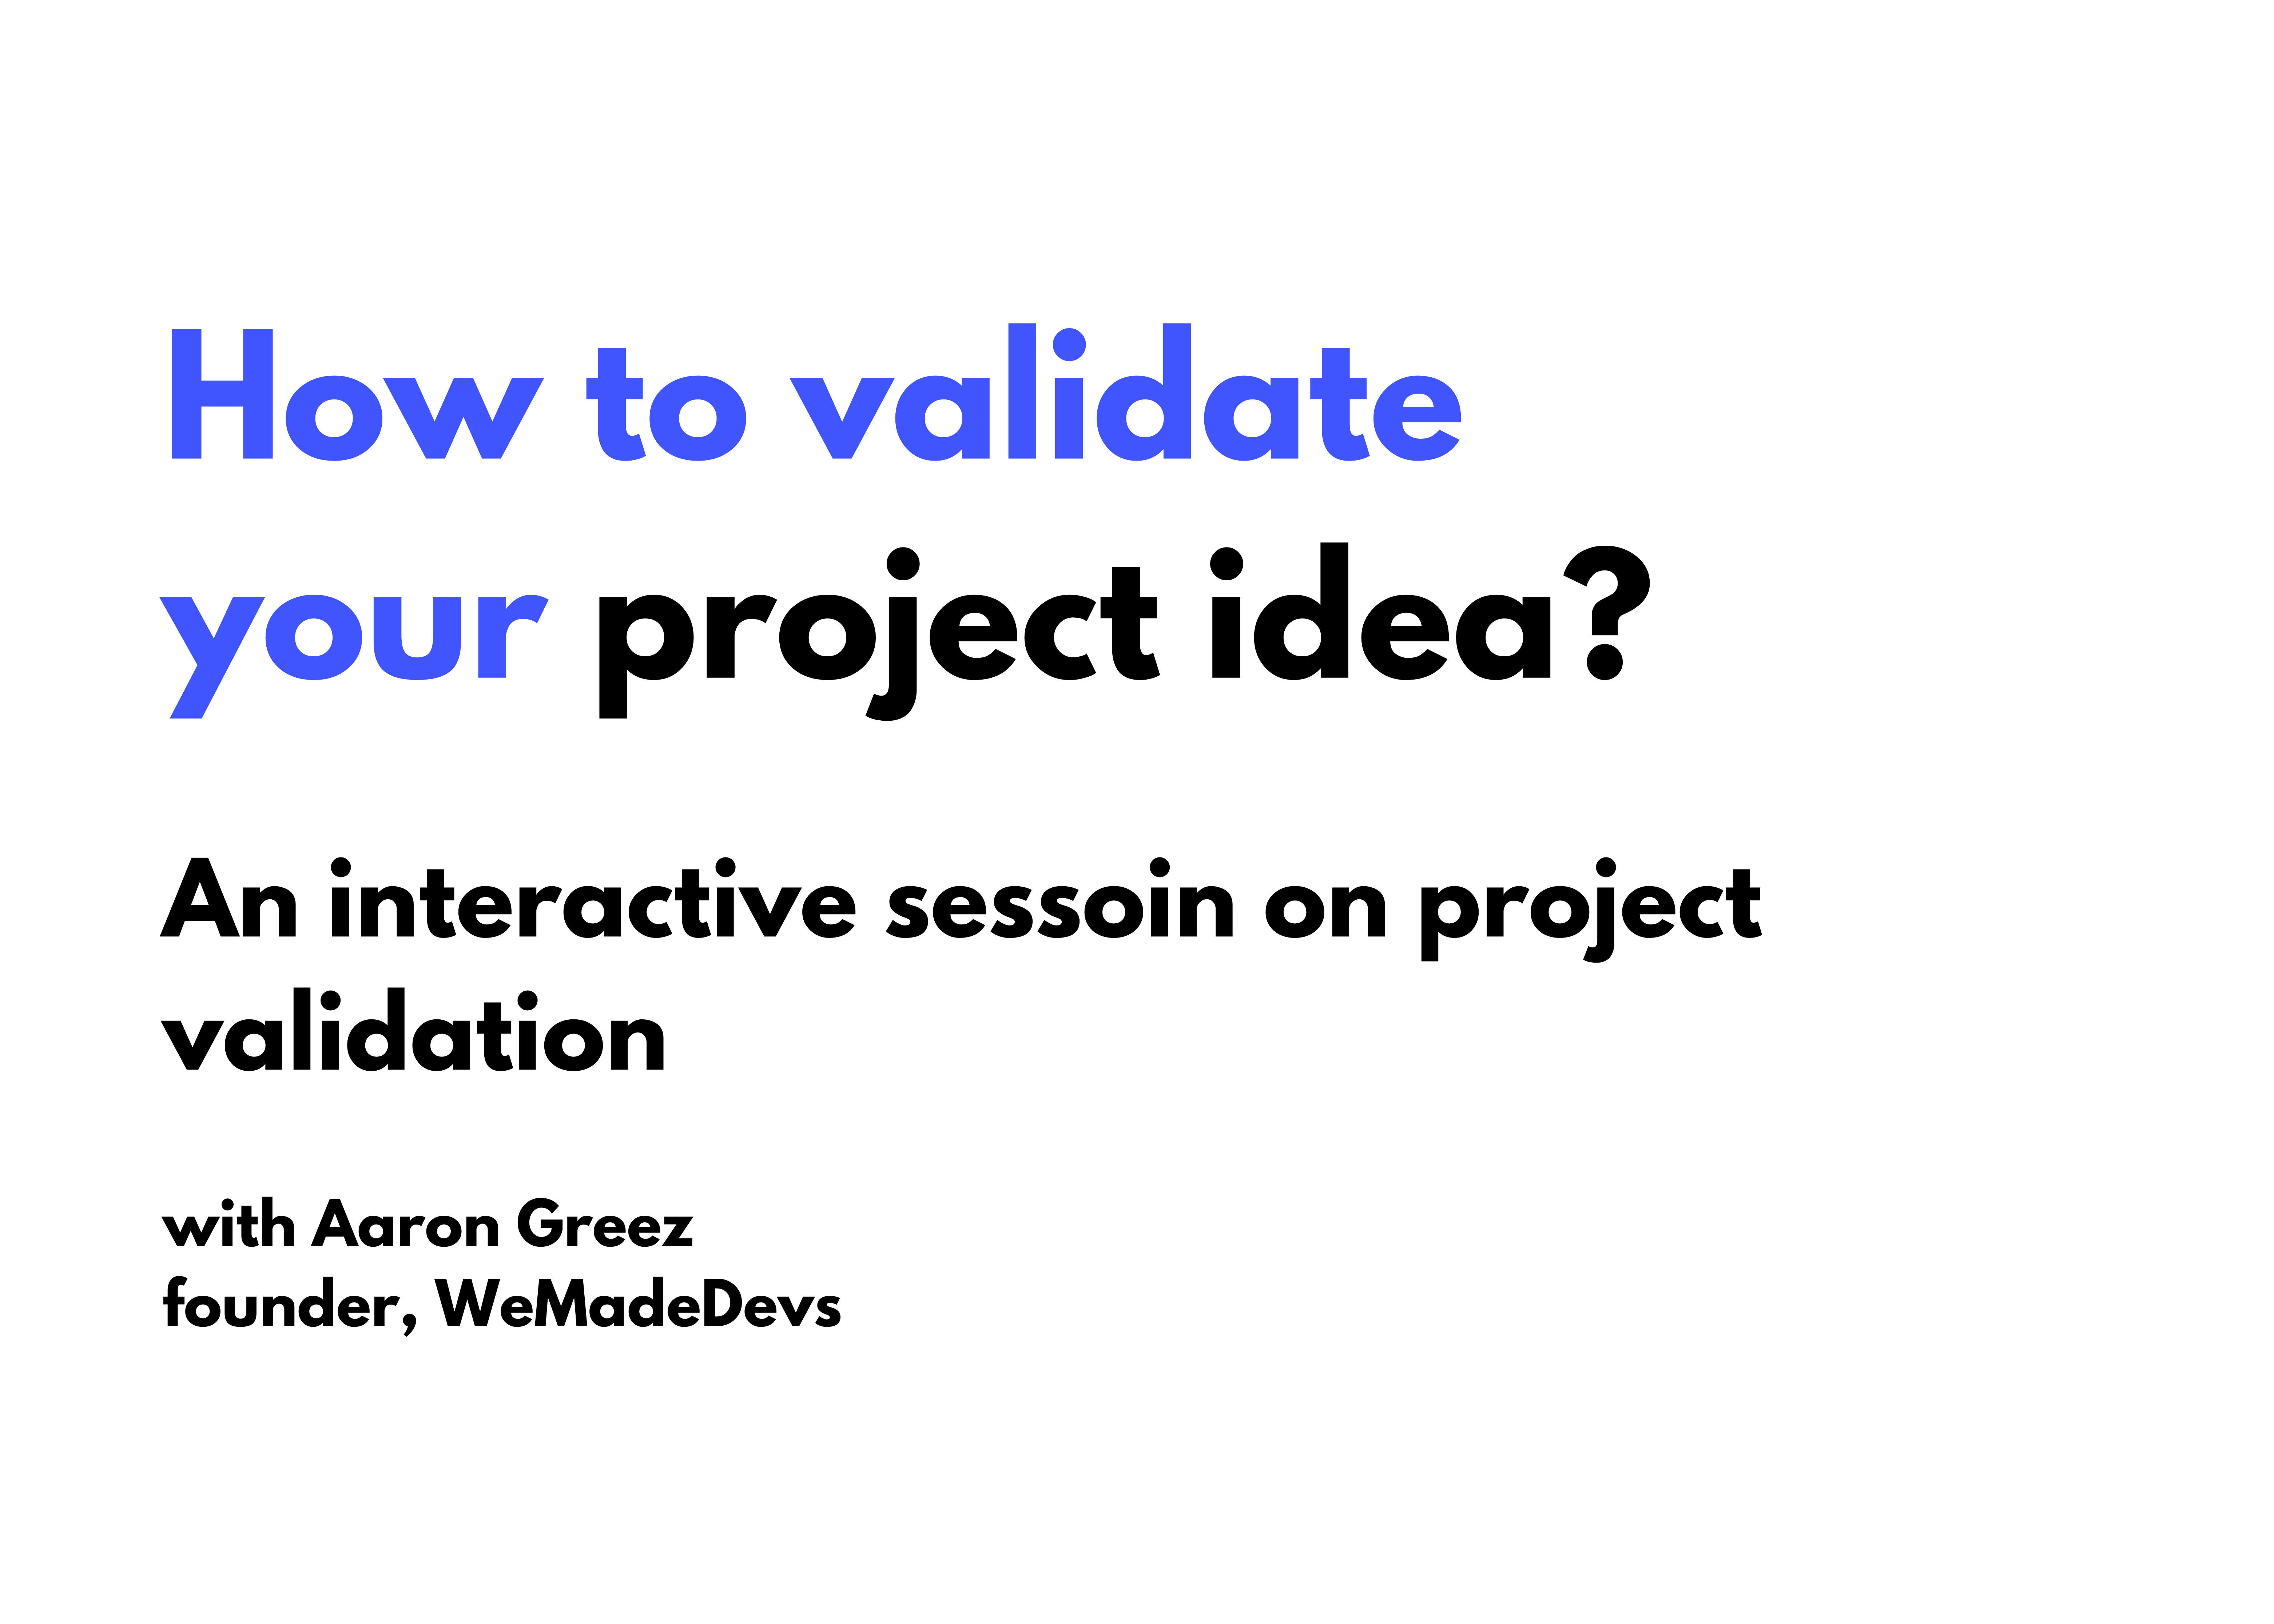 How to validate
your project idea?
An interactive sessoin on project
validation
with Aaron Greez
founder, WeMadeDevs